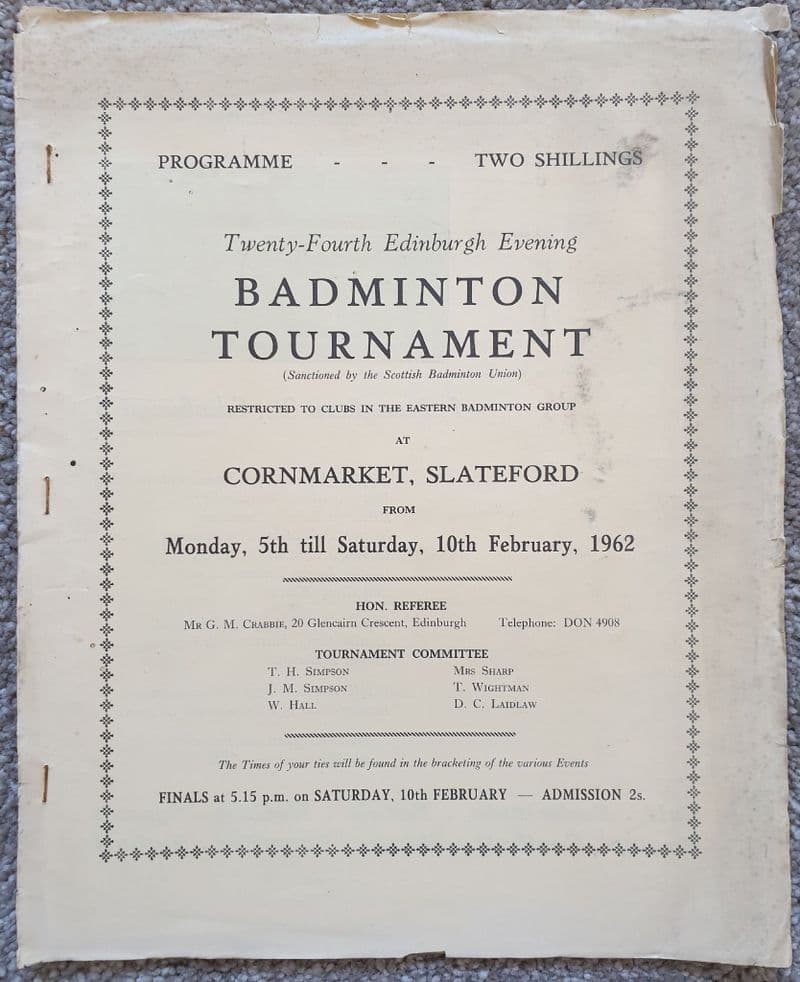 PROGRAMME - - - TWO SHILLINGS
Twenty-Fourth Edinburgh Evening
BADMINTON
TOURNAMENT
(Sanctioned by the Scottish Badminton Union)
RESTRICTED TO CLUBS IN THE EASTERN BADMINTON GROUP
AT
CORNMARKET, SLATEFORD
FROM
Monday, 5th till Saturday, 10th February, 1962
HON. REFEREE
MR G. M. CRABBIE, 20 Glencairn Crescent, Edinburgh Telephone: DON 4908
TOURNAMENT COMMITTEE
T. H. SIMPSON MRS SHARP
J. M. SIMPSON T. WIGHTMAN
W. HALL D. C. LAIDLAW
The Times of your ties will be found in the bracketing of the various Events
FINALS at 5.15 p.m. on SATURDAY, 10th FEBRUARY — ADMISSION 2s.